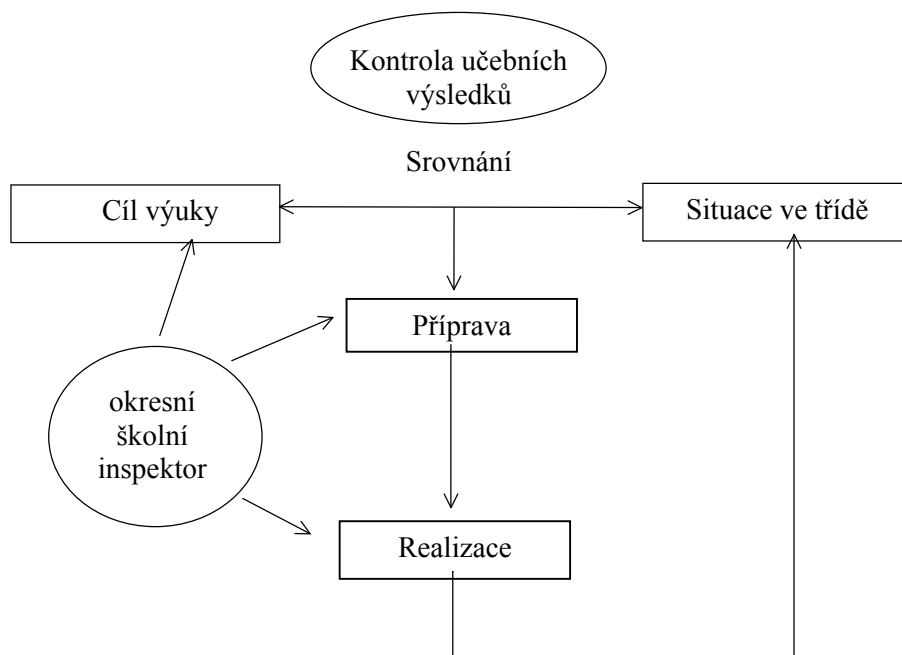 Kontrola učebních
výsledků
Srovnání
Cíl výuky
Situace ve třídě
Příprava
okresní
školní
inspektor
Realizace